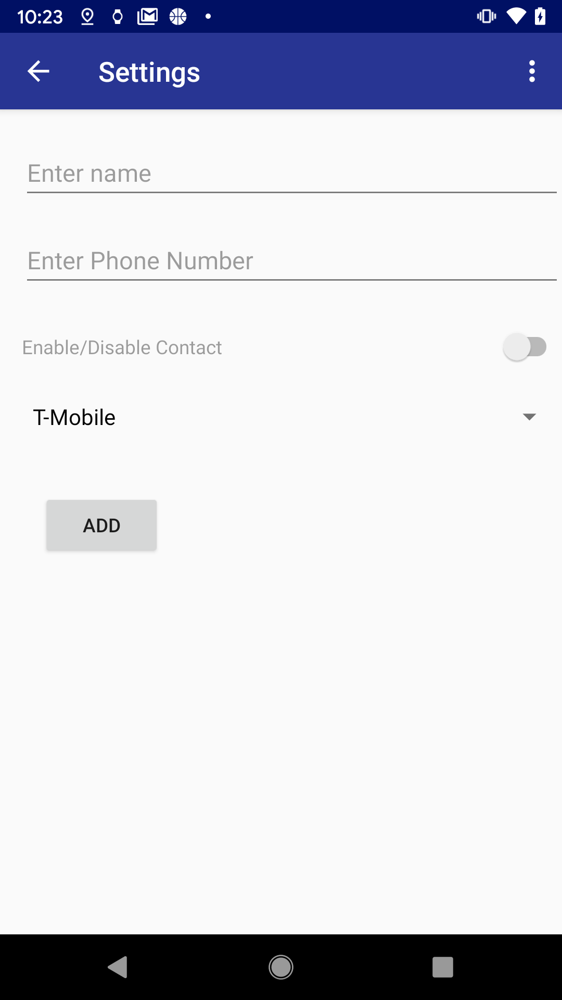 10:23
Settings
Enter name
Enter Phone Number
Enable/Disable Contact
T-Mobile
ADD